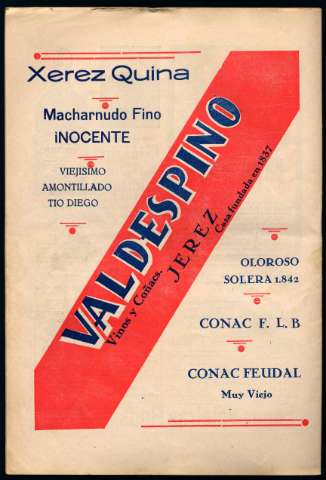 Xerez Quina
Macharnudo Fino
iNOCENTE
VIEJISIMO
AMONTILLADO
TIO DIEGO
VALDESPINO
Vinos y Coñacs.
JEREZ
Casa fundada en 1837
OLOROSO
SOLERA 1.842
CONAC F. L. B
CONAC FEUDAL
Muy Viejo